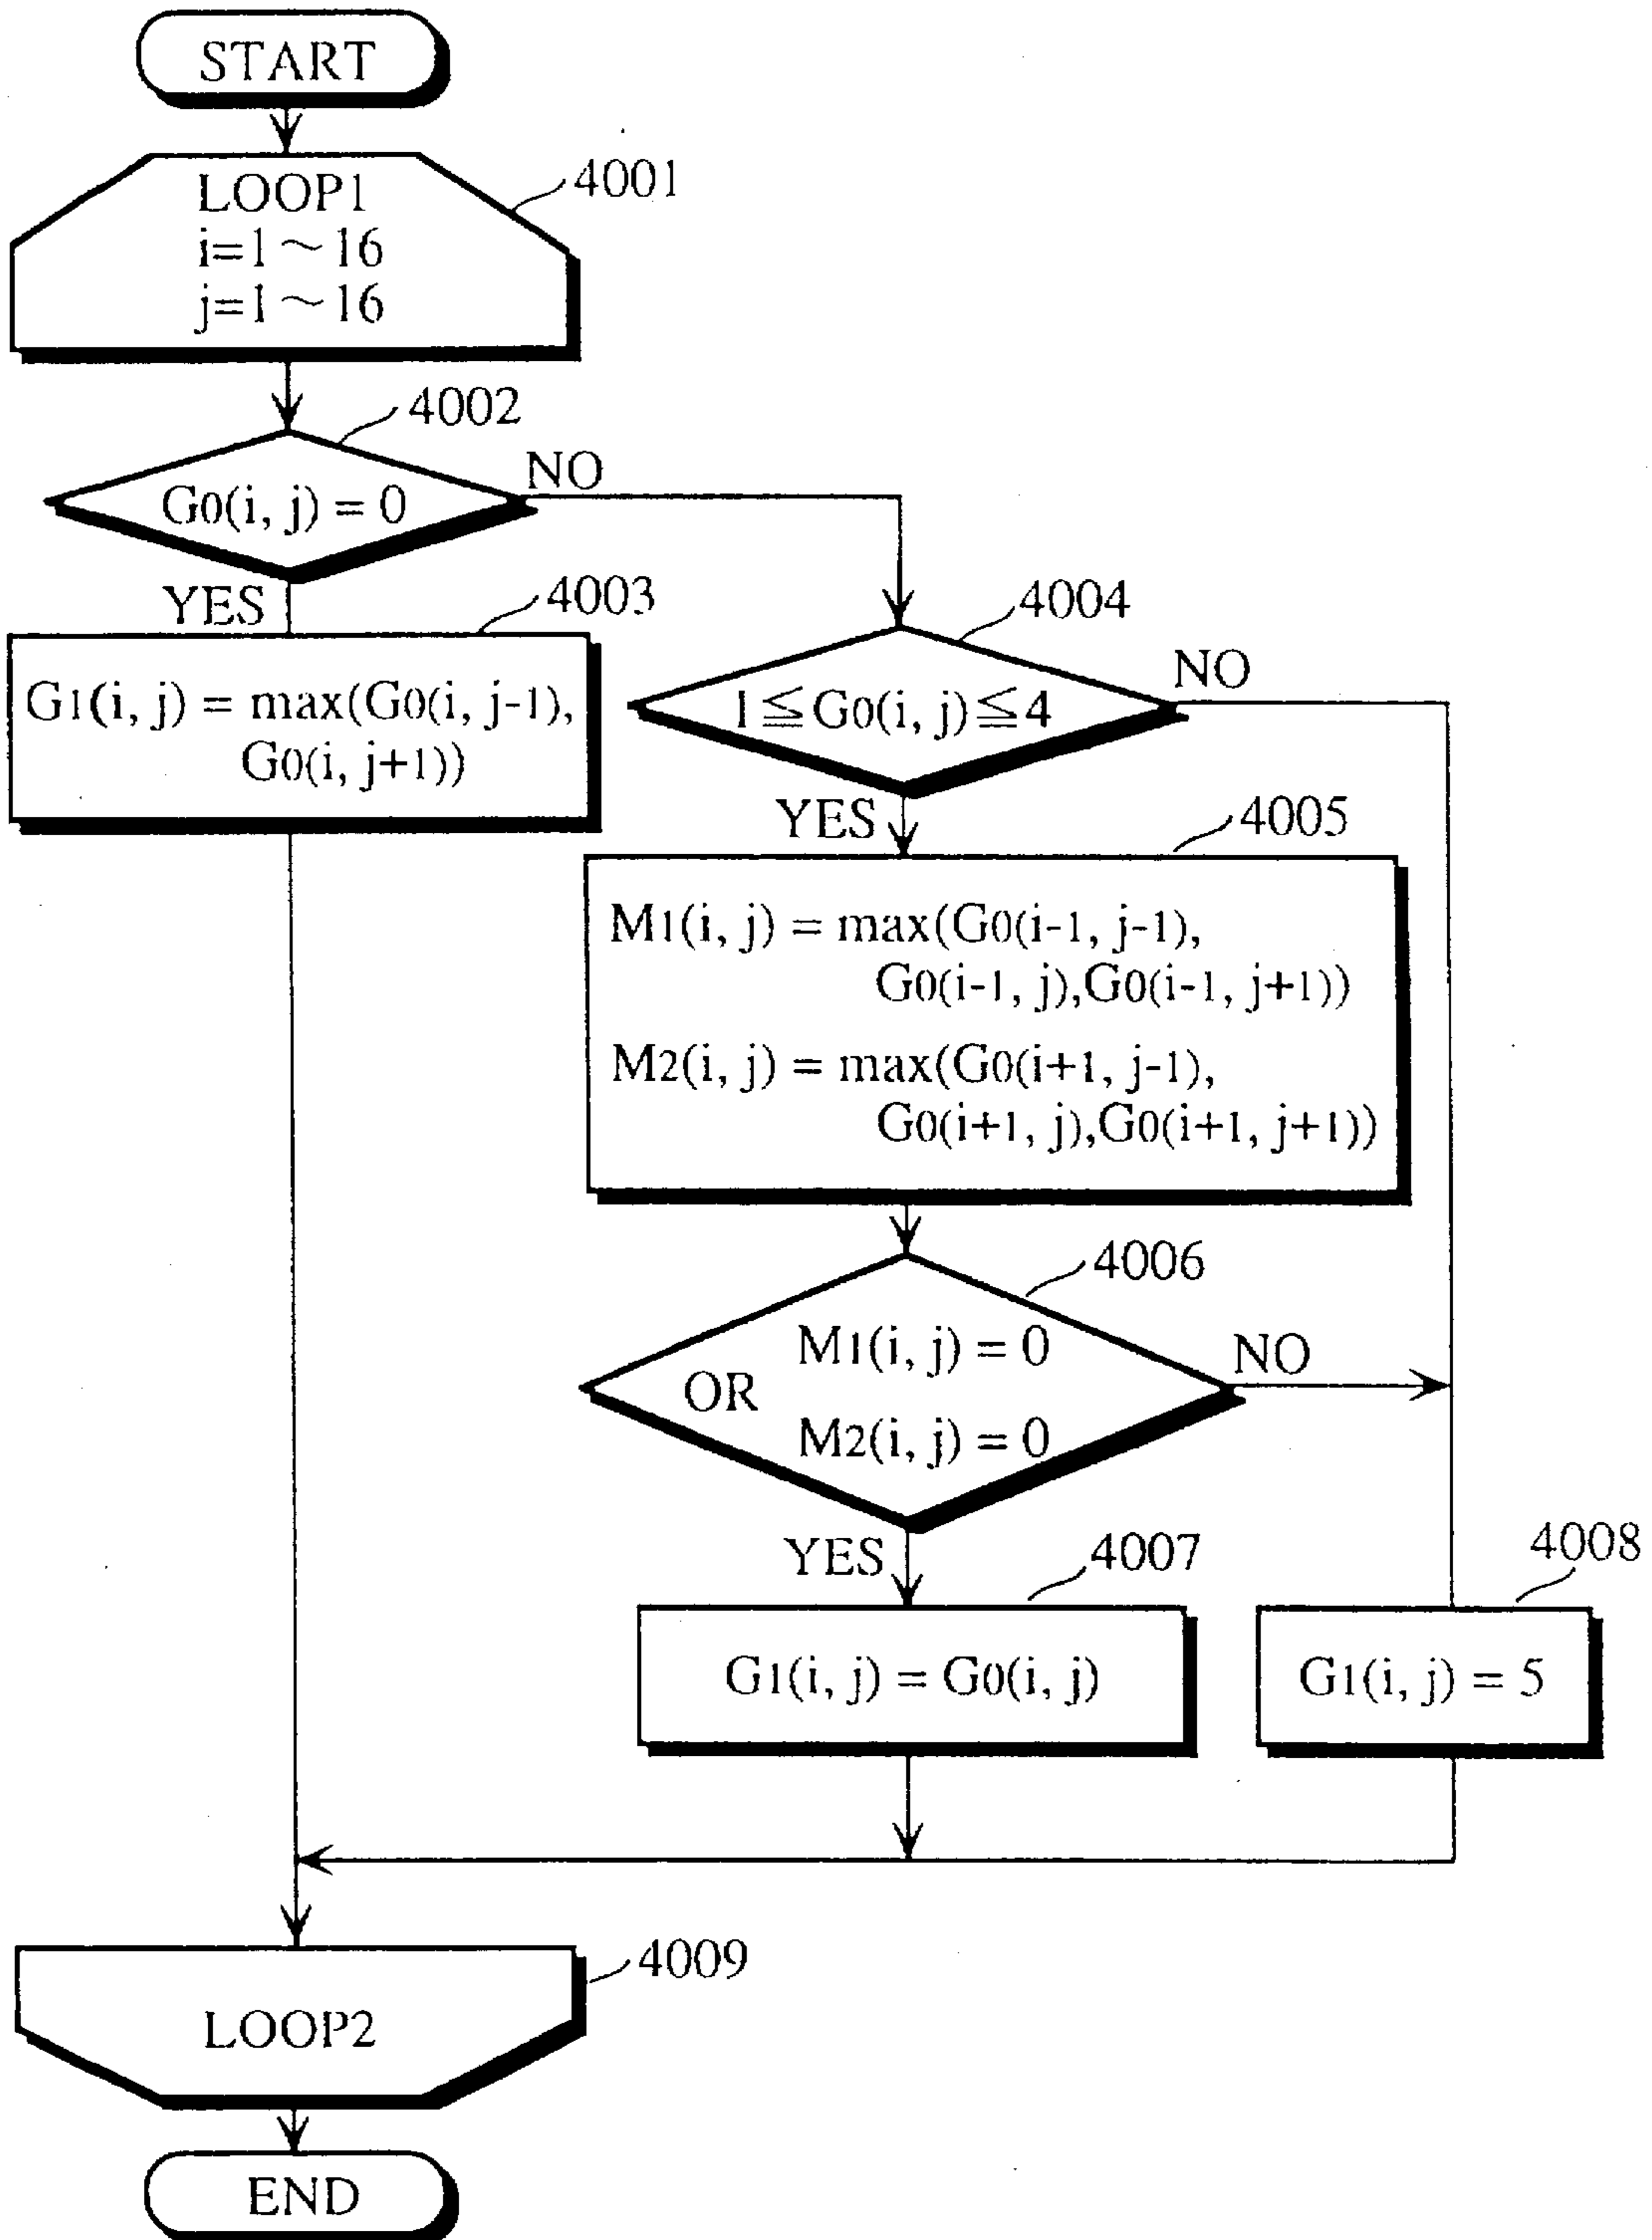 START
LOOP1
i=1～16
j=1～16
4001
4002
G0(i, j) = 0
NO
YES
4003
G1(i, j) = max(G0(i, j-1),
G0(i, j+1))
4004
1≦G0(i, j)≦4
NO
YES
4005
M1(i, j) = max(G0(i-1, j-1),
G0(i-1, j),G0(i-1, j+1))
M2(i, j) = max(G0(i+1, j-1),
G0(i+1, j),G0(i+1, j+1))
4006
M1(i, j) = 0
OR
M2(i, j) = 0
NO
YES
4007
G1(i, j) = G0(i, j)
4008
G1(i, j) = 5
4009
LOOP2
END